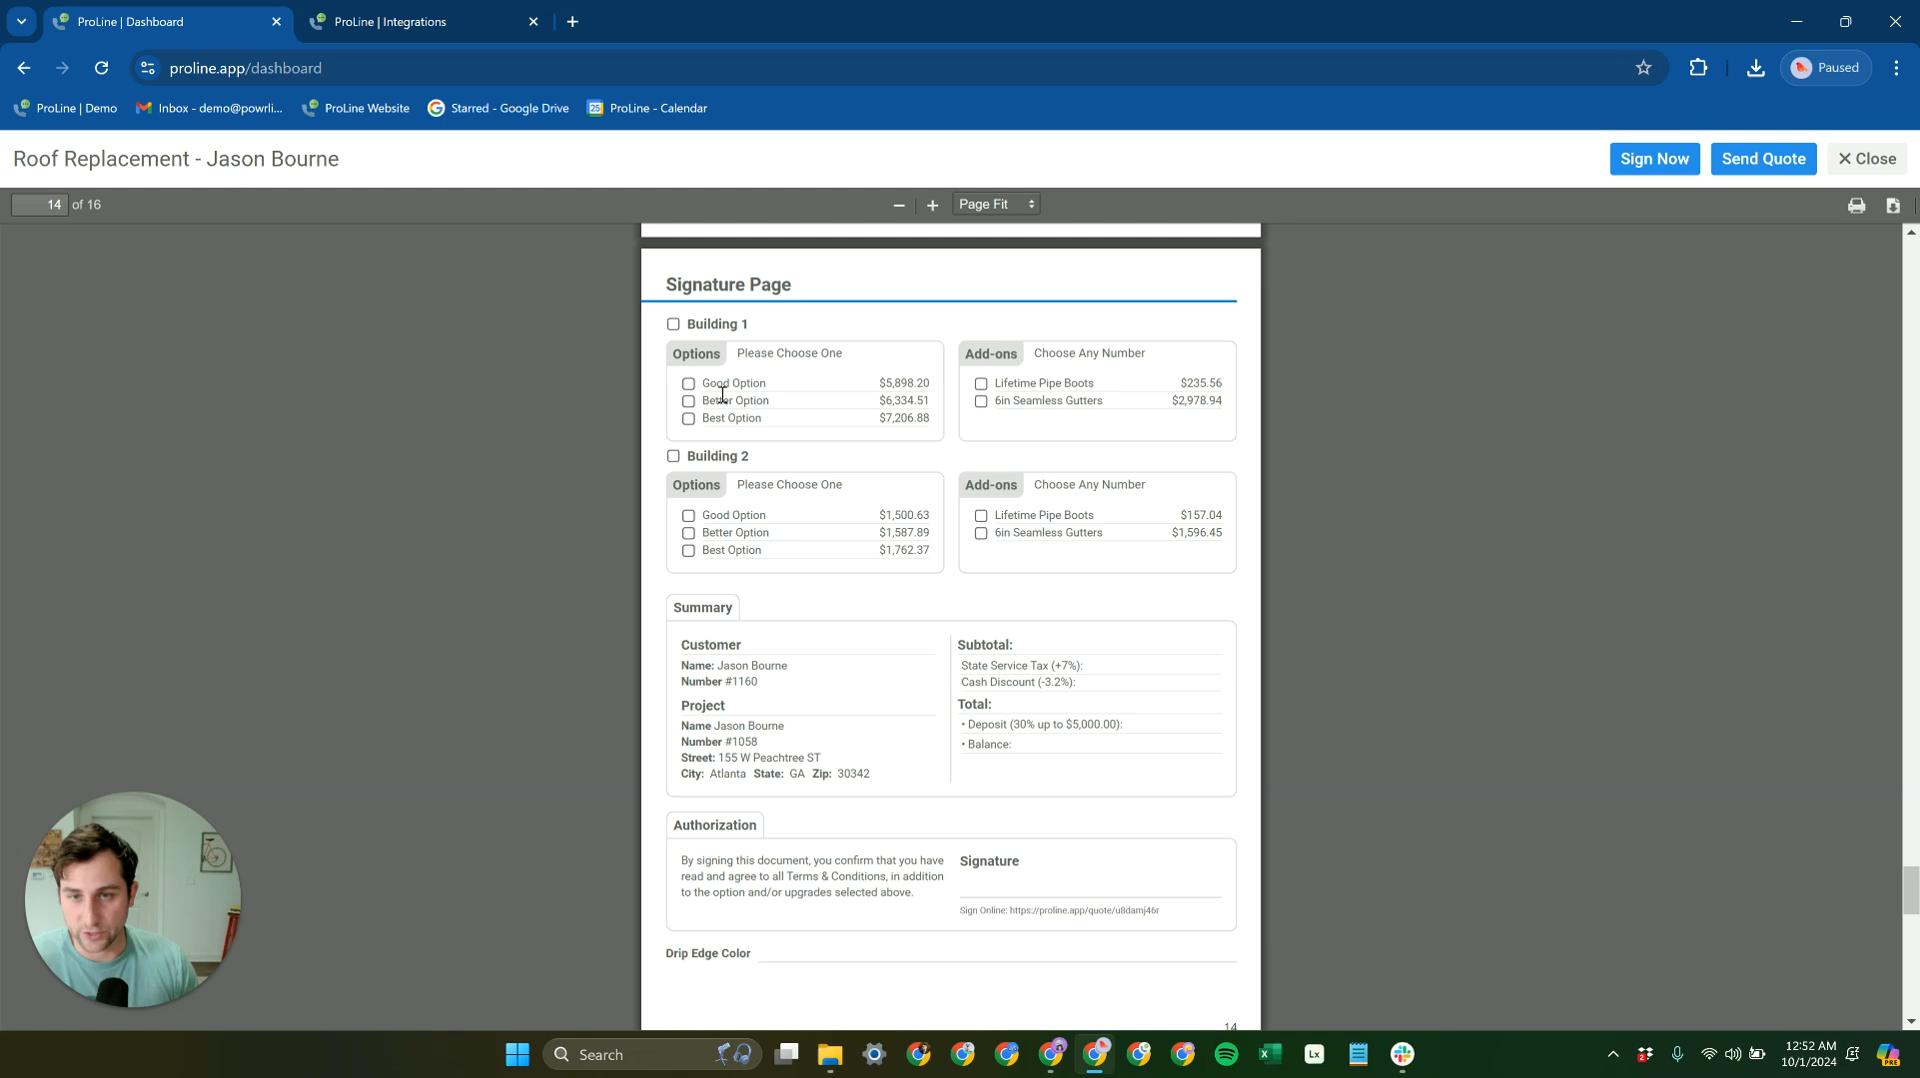 ProLine | Dashboard
ProLine | Integrations
proline.app/dashboard
Paused
ProLine | Demo
Inbox - demo@powrli...
ProLine Website
Starred - Google Drive
ProLine - Calendar
Roof Replacement - Jason Bourne
Sign Now
Send Quote
Close
14 of 16
Page Fit
Signature Page
Building 1
Options Please Choose One
Good Option $5,898.20
Better Option $6,334.51
Best Option $7,206.88
Add-ons Choose Any Number
Lifetime Pipe Boots $235.56
6in Seamless Gutters $2,978.94
Building 2
Options Please Choose One
Good Option $1,500.63
Better Option $1,587.89
Best Option $1,762.37
Add-ons Choose Any Number
Lifetime Pipe Boots $157.04
6in Seamless Gutters $1,596.45
Summary
Customer
Name: Jason Bourne
Number #1160
Project
Name Jason Bourne
Number #1058
Street: 155 W Peachtree ST
City: Atlanta State: GA Zip: 30342
Subtotal:
State Service Tax (+7%):
Cash Discount (-3.2%):
Total:
• Deposit (30% up to $5,000.00):
• Balance:
Authorization
By signing this document, you confirm that you have
read and agree to all Terms & Conditions, in addition
to the option and/or upgrades selected above.
Signature
Sign Online: https://proline.app/quote/u8damj46r
Drip Edge Color
14
Search
Lx
12:52 AM
10/1/2024